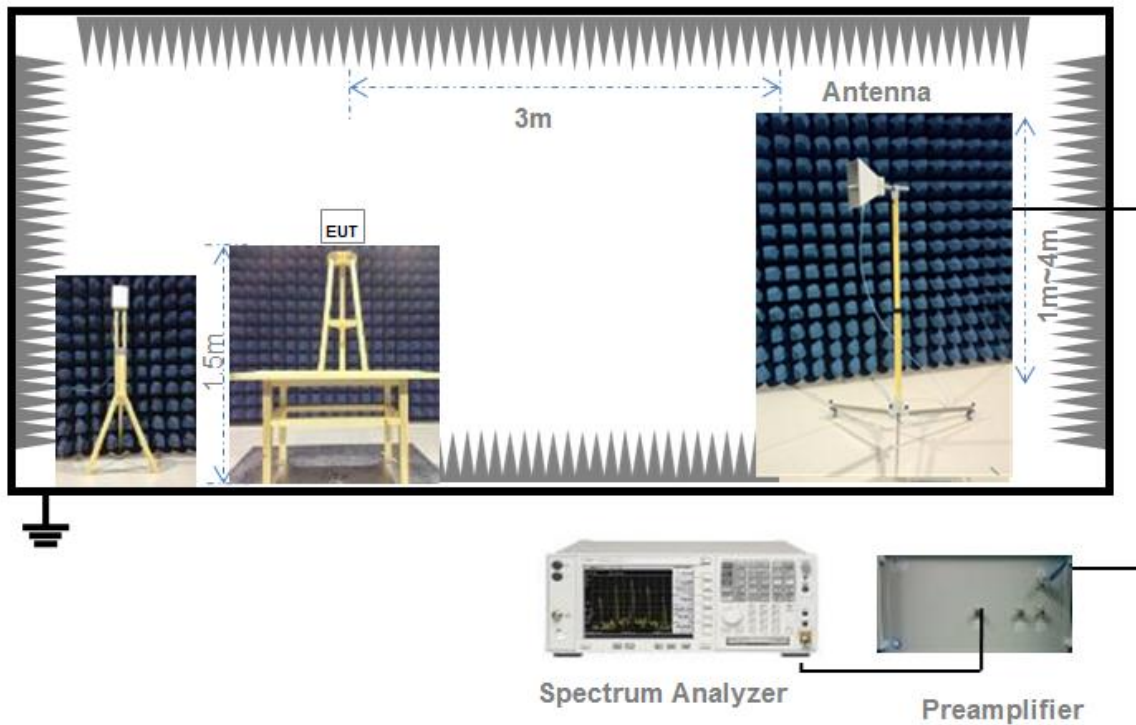 Antenna
3m
EUT
1.5m
1m~4m
Spectrum Analyzer
Preamplifier